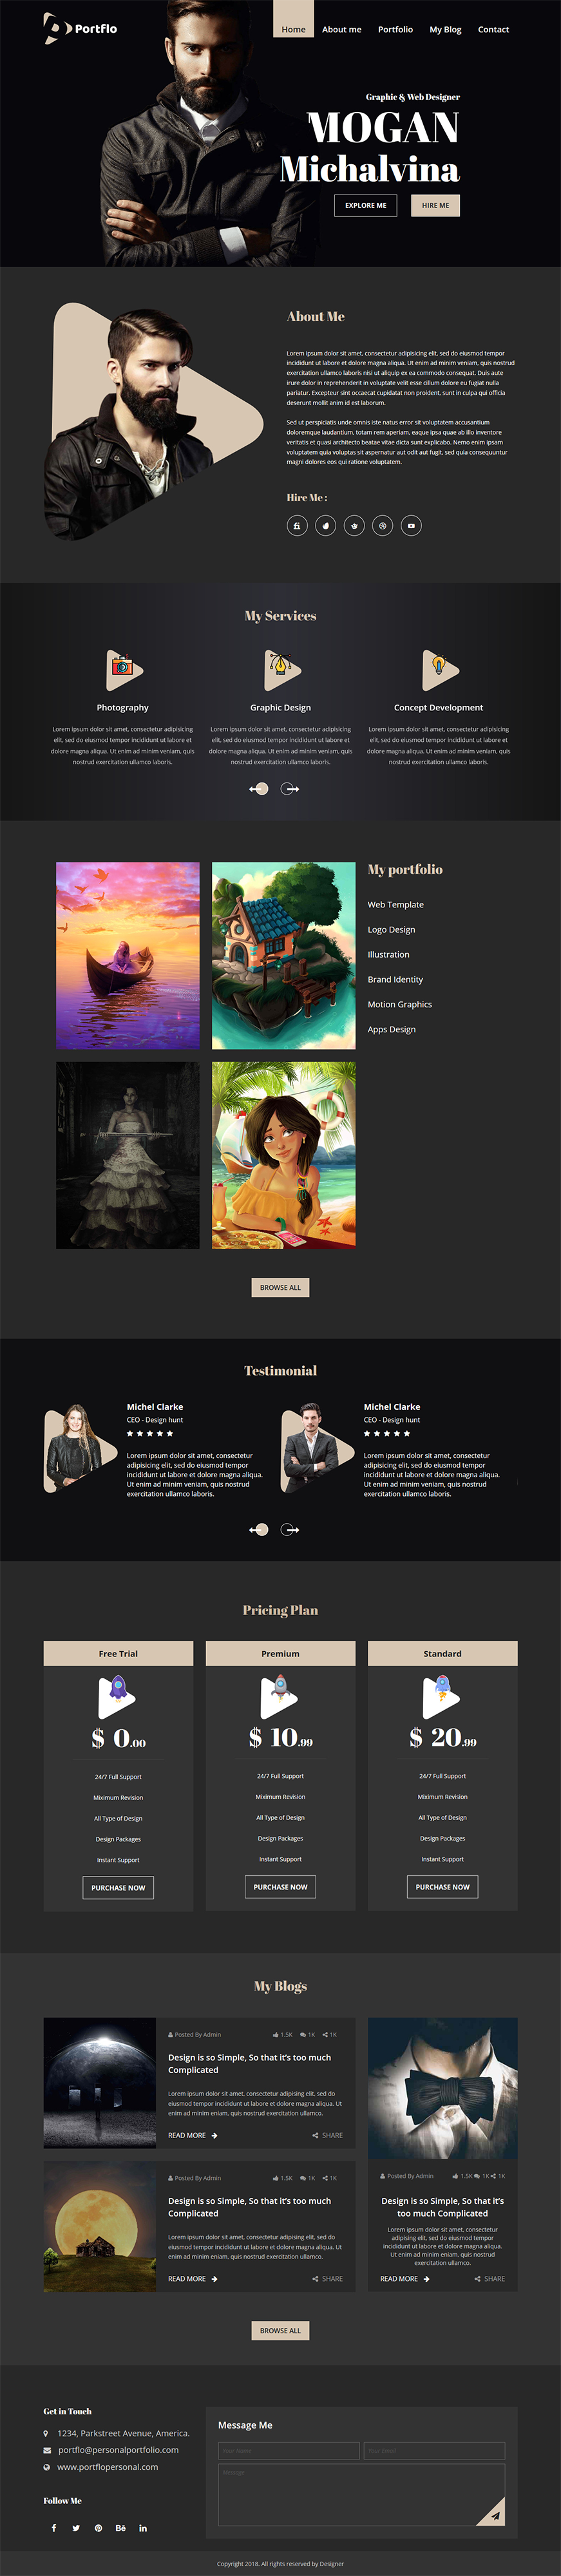 Portflo
Home
About me
Portfolio
My Blog
Contact
Graphic & Web Designer
MOGAN
Michalvina
EXPLORE ME
HIRE ME
About Me
Lorem ipsum dolor sit amet, consectetur adipisicing elit, sed do eiusmod tempor
incididunt ut labore et dolore magna aliqua. Ut enim ad minim veniam, quis nostrud
exercitation ullamco laboris nisi ut aliquip ex ea commodo consequat. Duis aute
irure dolor in reprehenderit in voluptate velit esse cillum dolore eu fugiat nulla
pariatur. Excepteur sint occaecat cupidatat non proident, sunt in culpa qui officia
deserunt mollit anim id est laborum.
Sed ut perspiciatis unde omnis iste natus error sit voluptatem accusantium
doloremque laudantium, totam rem aperiam, eaque ipsa quae ab illo inventore
veritatis et quasi architecto beatae vitae dicta sunt explicabo. Nemo enim ipsam
voluptatem quia voluptas sit aspernatur aut odit aut fugit, sed quia consequuntur
magni dolores eos qui ratione voluptatem.
Hire Me :
My Services
Photography
Lorem ipsum dolor sit amet, consectetur adipisicing
elit, sed do eiusmod tempor incididunt ut labore et
dolore magna aliqua. Ut enim ad minim veniam, quis
nostrud exercitation ullamco laboris.
Graphic Design
Lorem ipsum dolor sit amet, consectetur adipisicing
elit, sed do eiusmod tempor incididunt ut labore et
dolore magna aliqua. Ut enim ad minim veniam, quis
nostrud exercitation ullamco laboris.
Concept Development
Lorem ipsum dolor sit amet, consectetur adipisicing
elit, sed do eiusmod tempor incididunt ut labore et
dolore magna aliqua. Ut enim ad minim veniam, quis
nostrud exercitation ullamco laboris.
My portfolio
Web Template
Logo Design
Illustration
Brand Identity
Motion Graphics
Apps Design
BROWSE ALL
Testimonial
Michel Clarke
CEO - Design hunt
Lorem ipsum dolor sit amet, consectetur
adipisicing elit, sed do eiusmod tempor
incididunt ut labore et dolore magna aliqua.
Ut enim ad minim veniam, quis nostrud
exercitation ullamco laboris.
Michel Clarke
CEO - Design hunt
Lorem ipsum dolor sit amet, consectetur
adipisicing elit, sed do eiusmod tempor
incididunt ut labore et dolore magna aliqua.
Ut enim ad minim veniam, quis nostrud
exercitation ullamco laboris.
Pricing Plan
Free Trial
$ 0.00
24/7 Full Support
Miximum Revision
All Type of Design
Design Packages
Instant Support
PURCHASE NOW
Premium
$ 10.99
24/7 Full Support
Miximum Revision
All Type of Design
Design Packages
Instant Support
PURCHASE NOW
Standard
$ 20.99
24/7 Full Support
Miximum Revision
All Type of Design
Design Packages
Instant Support
PURCHASE NOW
My Blogs
Posted By Admin 1.5K 1K 1K
Design is so Simple, So that it's too much
Complicated
Lorem ipsum dolor sit amet, consectetur adipising elit, sed do
eiusmod tempor incididunt ut labore et dolore magna aliqua. Ut
enim ad minim veniam, quis nostrud exercitation ullamco.
READ MORE SHARE
Posted By Admin 1.5K 1K 1K
Design is so Simple, So that it's too much
Complicated
Lorem ipsum dolor sit amet, consectetur adipising elit, sed do
eiusmod tempor incididunt ut labore et dolore magna aliqua. Ut
enim ad minim veniam, quis nostrud exercitation ullamco.
READ MORE SHARE
Posted By Admin 1.5K 1K 1K
Design is so Simple, So that it's
too much Complicated
Lorem ipsum dolor sit amet, consectetur
adipising elit, sed do eiusmod tempor
incididunt ut labore et dolore magna aliqua.
Ut enim ad minim veniam, quis nostrud
exercitation ullamco.
READ MORE SHARE
BROWSE ALL
Get in Touch
1234, Parkstreet Avenue, America.
portflo@personalportfolio.com
www.portflopersonal.com
Follow Me
Message Me
Your Name
Your Email
Message
Copyright 2018. All rights reserved by Designer